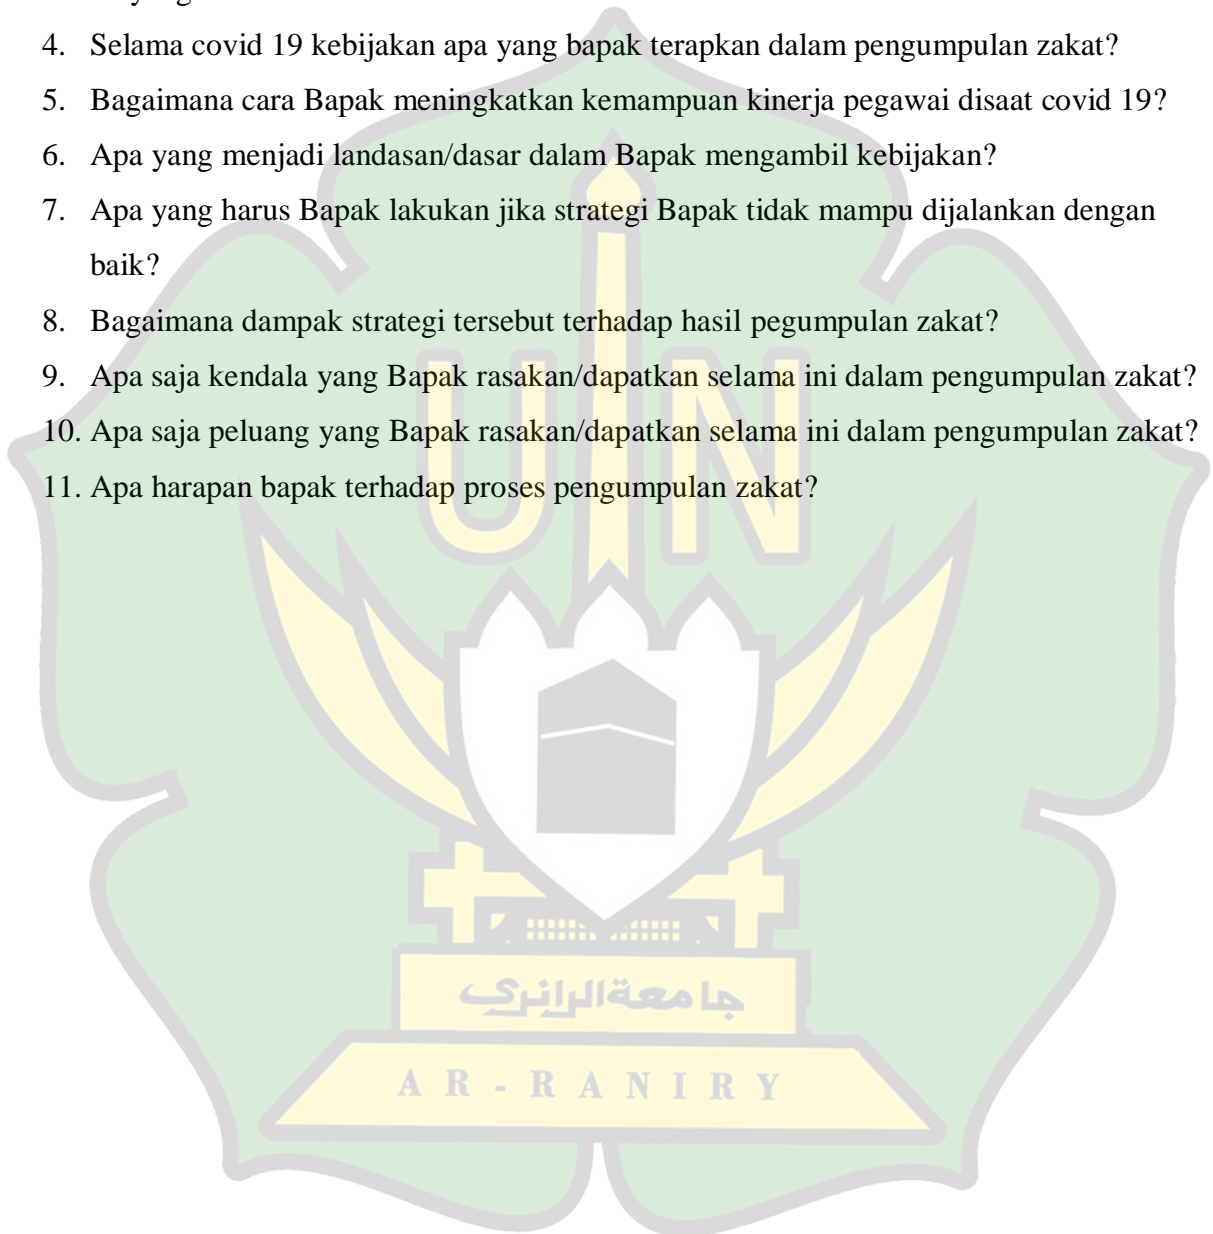 4. Selama covid 19 kebijakan apa yang bapak terapkan dalam pengumpulan zakat?
5. Bagaimana cara Bapak meningkatkan kemampuan kinerja pegawai disaat covid 19?
6. Apa yang menjadi landasan/dasar dalam Bapak mengambil kebijakan?
7. Apa yang harus Bapak lakukan jika strategi Bapak tidak mampu dijalankan dengan
baik?
8. Bagaimana dampak strategi tersebut terhadap hasil pegumpulan zakat?
9. Apa saja kendala yang Bapak rasakan/dapatkan selama ini dalam pengumpulan zakat?
10. Apa saja peluang yang Bapak rasakan/dapatkan selama ini dalam pengumpulan zakat?
11. Apa harapan bapak terhadap proses pengumpulan zakat?
UIN
جامعة الرانري
AR-RANIRY